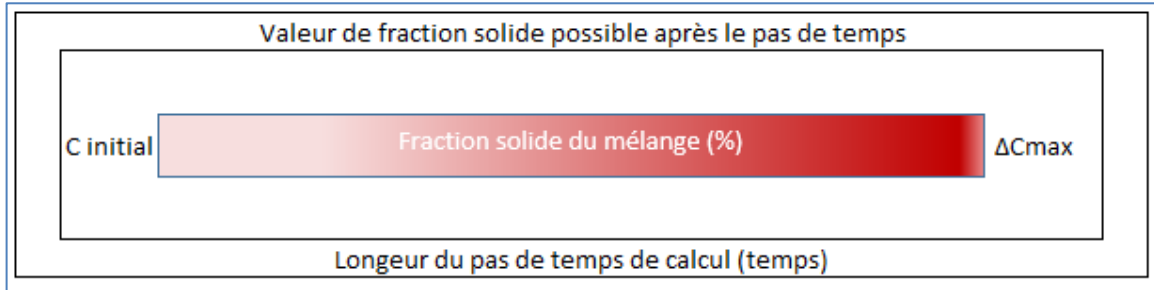 Valeur de fraction solide possible après le pas de temps
C initial
Fraction solide du mélange (%)
ΔCmax
Longeur du pas de temps de calcul (temps)